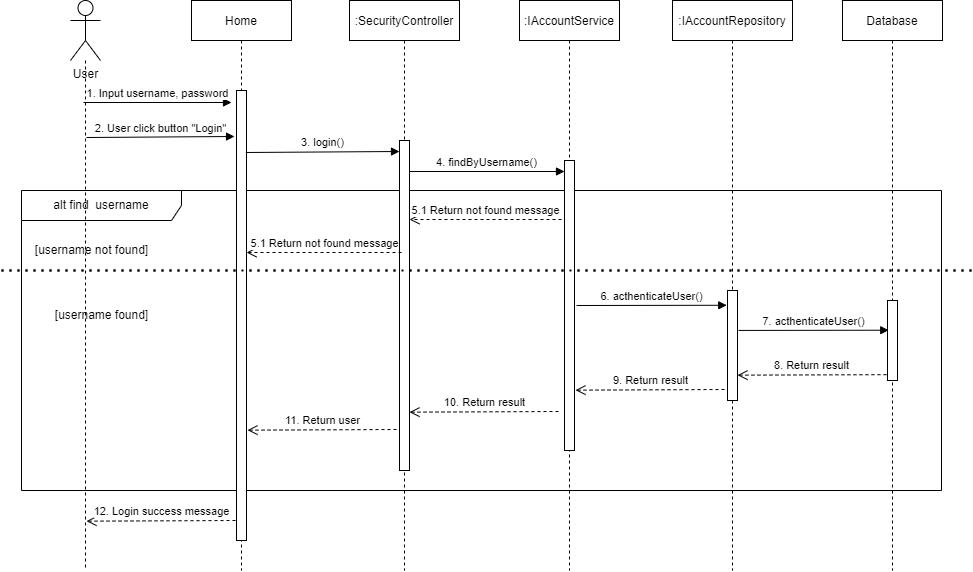 Home
:SecurityController
:IAccountService
:IAccountRepository
Database
User
1. Input username, password
2. User click button "Login"
3. login()
4. findByUsername()
alt find  username
5.1 Return not found message
5.1 Return not found message
[username not found]
6. acthenticateUser()
[username found]
7. acthenticateUser()
8. Return result
9. Return result
10. Return result
11. Return user
12. Login success message